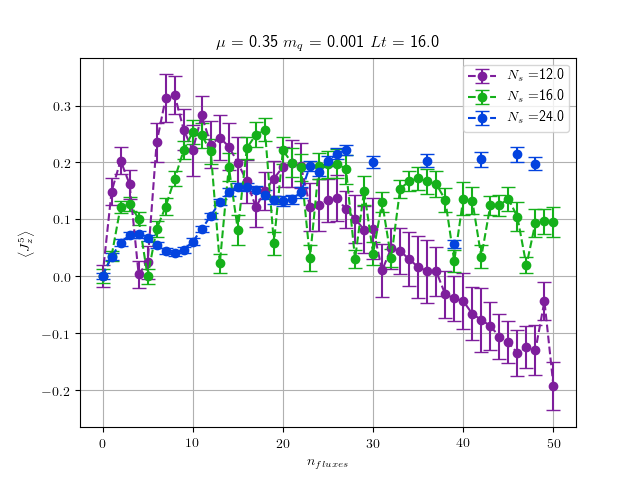 μ = 0.35 m_q = 0.001 Lt = 16.0
N_s =12.0
N_s =16.0
N_s =24.0
⟨J_z^5⟩
0.3
0.2
0.1
0.0
−0.1
−0.2
0 10 20 30 40 50
n_fluxes